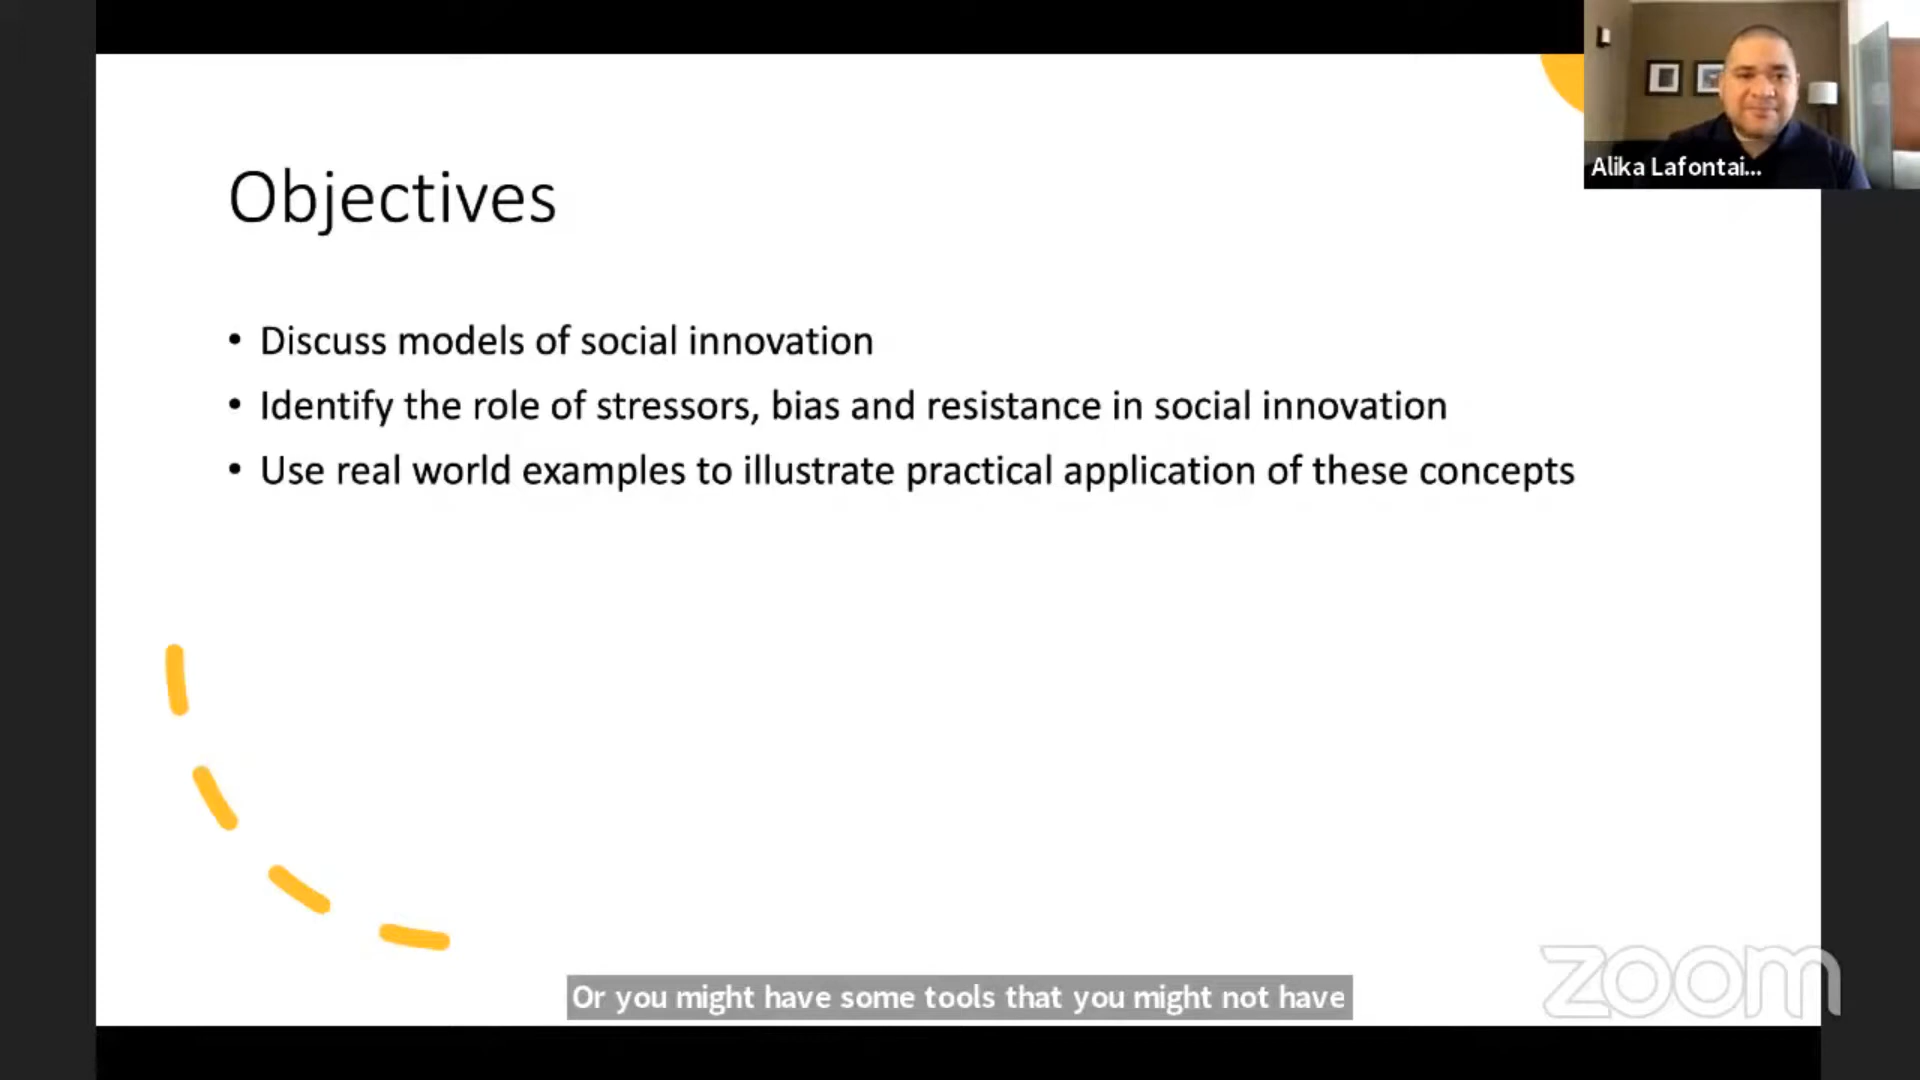 Alika Lafontai...
Objectives
• Discuss models of social innovation
• Identify the role of stressors, bias and resistance in social innovation
• Use real world examples to illustrate practical application of these concepts
Or you might have some tools that you might not have
zoom